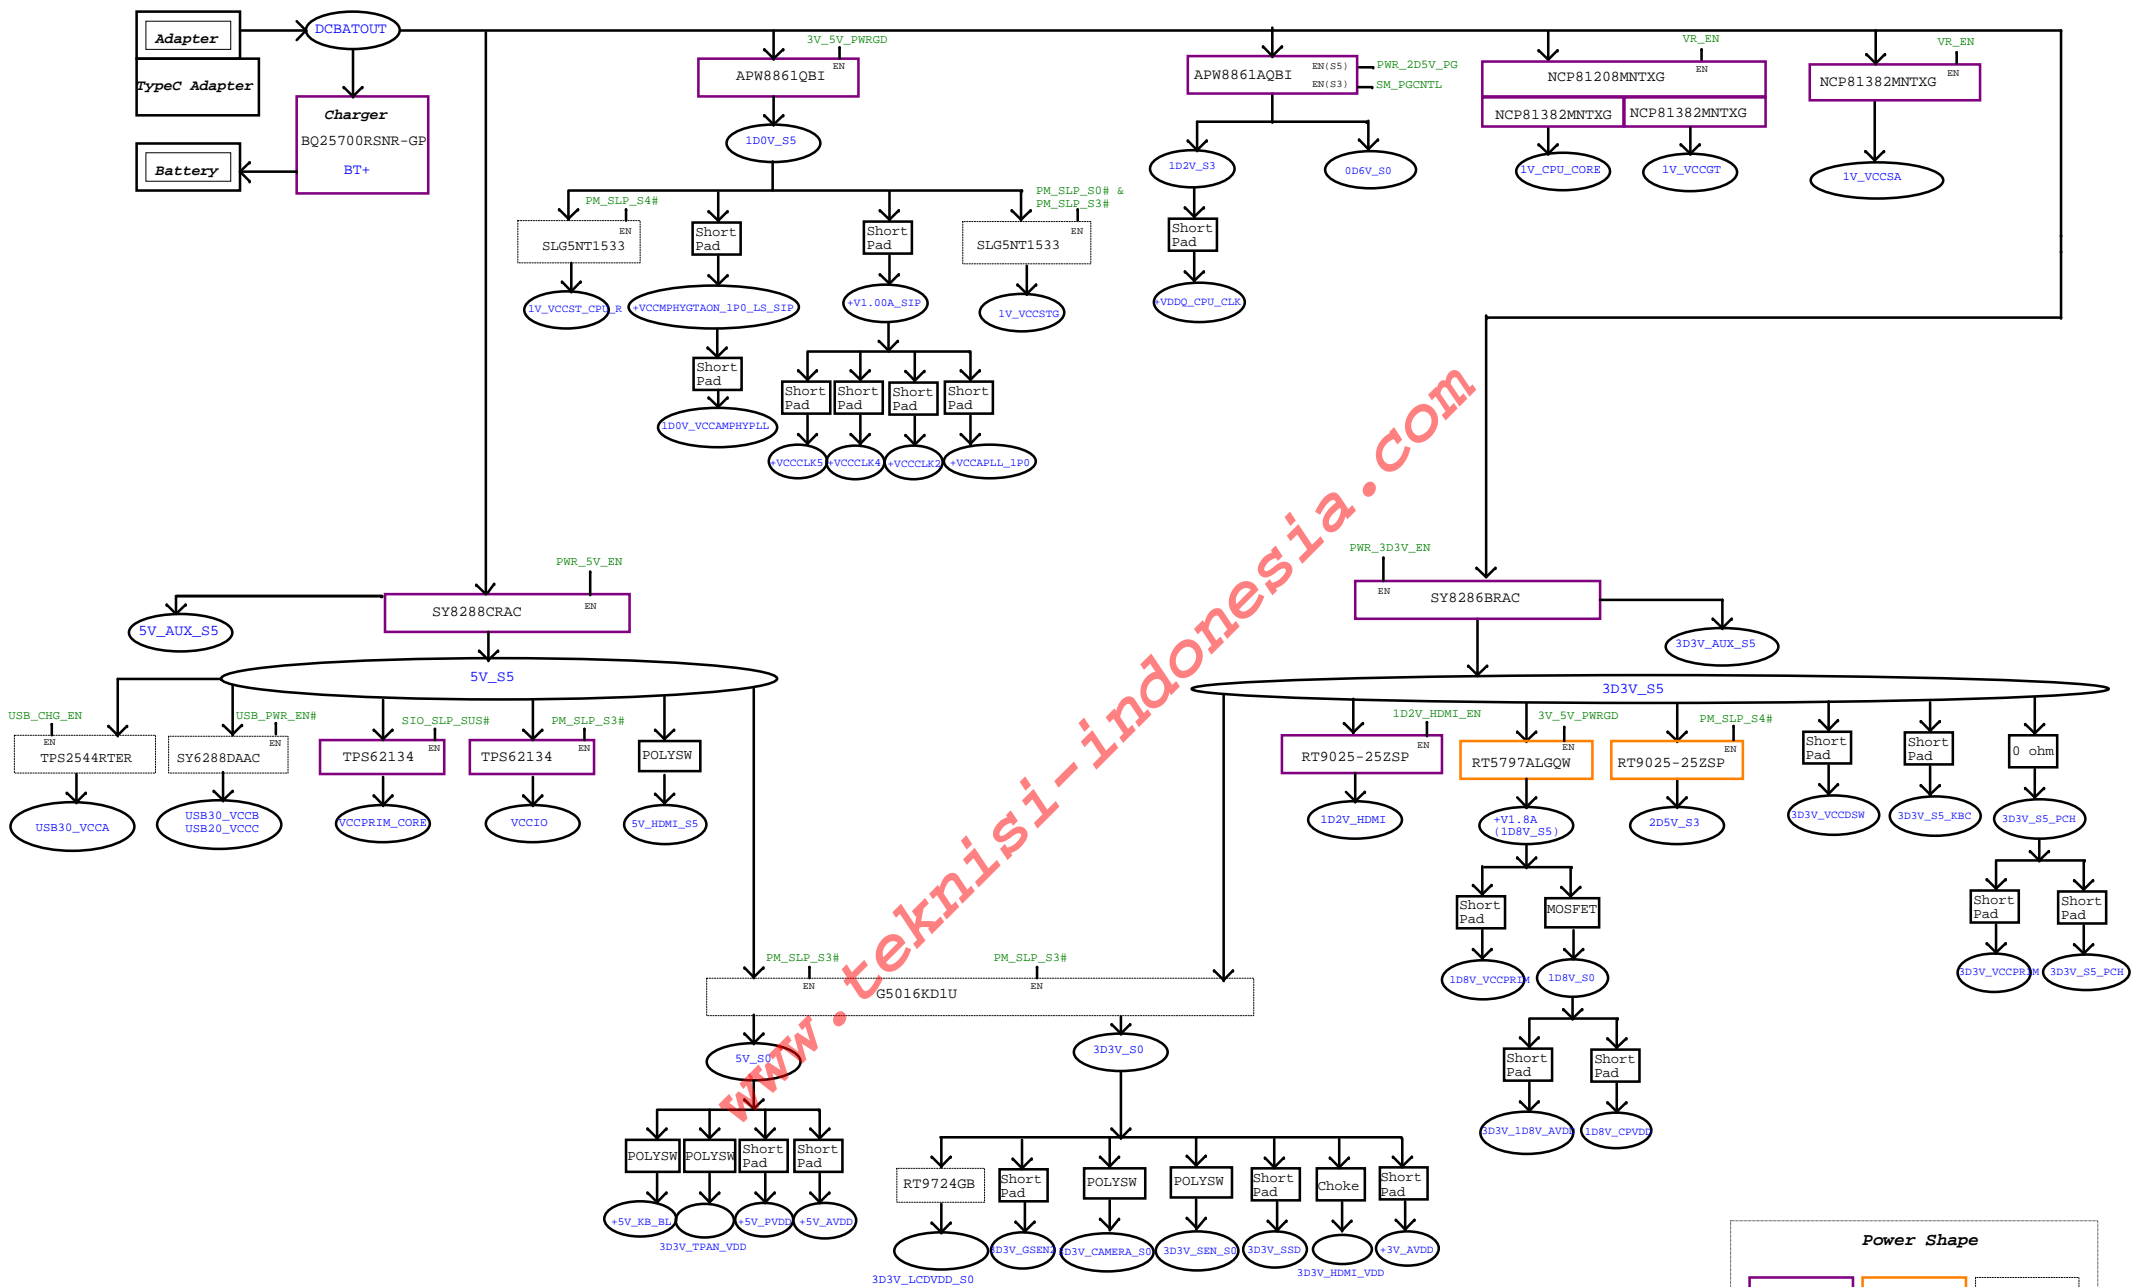 Adapter
TypeC Adapter
DCBATOUT
Charger
BQ25700RSNR-GP
BT+
Battery
3V_5V_PWRGD
EN
APW8861QBI
1D0V_S5
PM_SLP_S4#
EN
SLG5NT1533
1V_VCCST_CPU_R
Short
Pad
+VCCMPHYGTAON_1P0_LS_SIP
Short
Pad
1D0V_VCCAMPHYPLL
Short
Pad
+V1.00A_SIP
Short
Pad
Short
Pad
Short
Pad
Short
Pad
+VCCCLK5
+VCCCLK4
+VCCCLK2
+VCCAPLL_1P0
PM_SLP_S0# &
PM_SLP_S3#
EN
SLG5NT1533
1V_VCCSTG
APW8861AQBI
EN(S5)
EN(S3)
PWR_2D5V_PG
SM_PGCNTL
1D2V_S3
0D6V_S0
Short
Pad
+VDDQ_CPU_CLK
VR_EN
EN
NCP81208MNTXG
NCP81382MNTXG
NCP81382MNTXG
1V_CPU_CORE
1V_VCCGT
VR_EN
EN
NCP81382MNTXG
1V_VCCSA
PWR_5V_EN
EN
SY8288CRAC
5V_AUX_S5
5V_S5
USB_CHG_EN
EN
TPS2544RTER
USB30_VCCA
USB_PWR_EN#
EN
SY6288DAAC
USB30_VCCB
USB20_VCCC
SIO_SLP_SUS#
EN
TPS62134
VCCPRIM_CORE
PM_SLP_S3#
EN
TPS62134
VCCIO
POLYSW
5V_HDMI_S5
PWR_3D3V_EN
EN
SY8286BRAC
3D3V_AUX_S5
3D3V_S5
1D2V_HDMI_EN
EN
RT9025-25ZSP
1D2V_HDMI
3V_5V_PWRGD
EN
RT5797ALGQW
+V1.8A
(1D8V_S5)
PM_SLP_S4#
EN
RT9025-25ZSP
2D5V_S3
Short
Pad
3D3V_VCCDSW
Short
Pad
3D3V_S5_KBC
0 ohm
3D3V_S5_PCH
Short
Pad
MOSFET
1D8V_VCCPRIM
1D8V_S0
Short
Pad
Short
Pad
3D3V_1D8V_AVDD
1D8V_CPVDD
Short
Pad
Short
Pad
3D3V_VCCPRIM
3D3V_S5_PCH
PM_SLP_S3#
EN
PM_SLP_S3#
EN
G5016KD1U
5V_S0
3D3V_S0
POLYSW
POLYSW
Short
Pad
Short
Pad
+5V_KB_BL
3D3V_TPAN_VDD
+5V_PVDD
+5V_AVDD
RT9724GB
Short
Pad
POLYSW
POLYSW
Short
Pad
Choke
Short
Pad
3D3V_LCDVDD_S0
3D3V_GSEN2
3D3V_CAMERA_S0
3D3V_SEN_S0
3D3V_SSD
3D3V_HDMI_VDD
+3V_AVDD
Power Shape
www.teknisi-indonesia.com